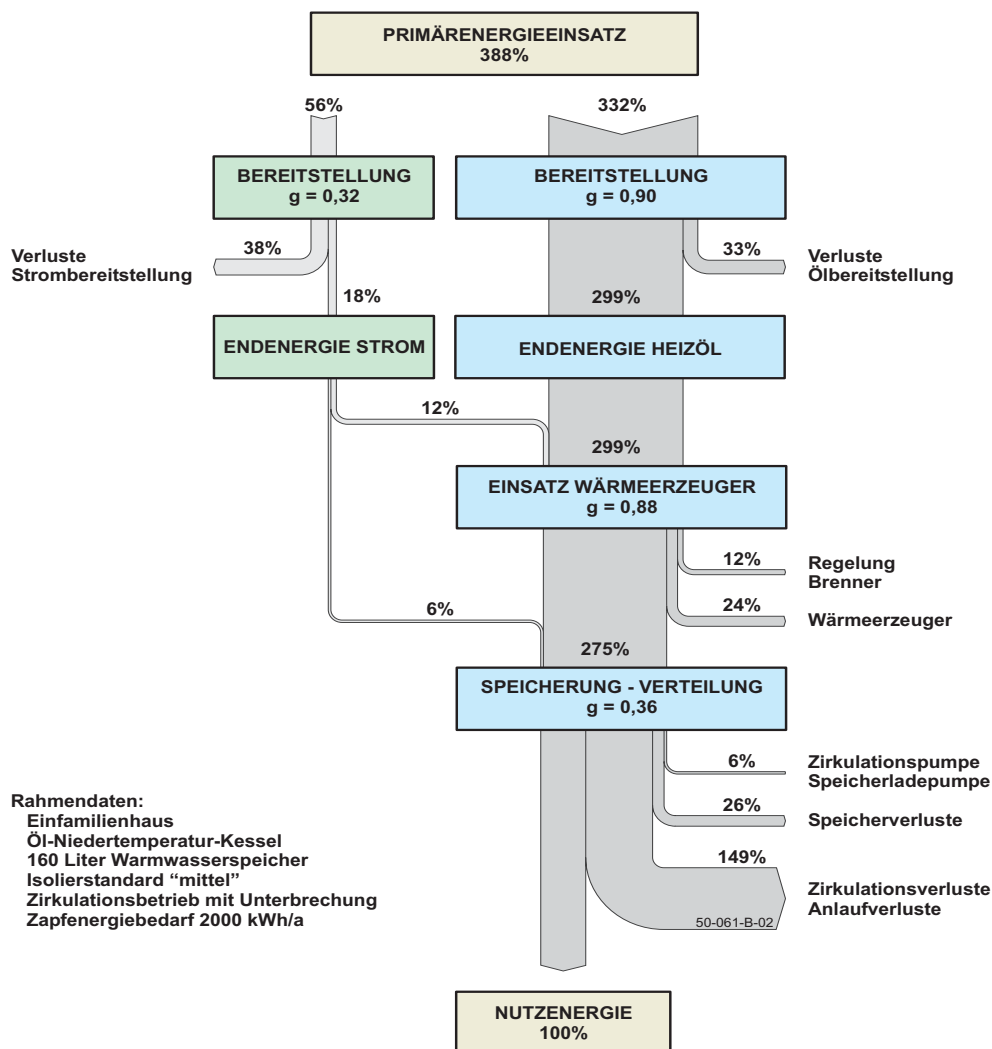 PRIMÄRENERGIEEINSATZ
388%
56%
332%
BEREITSTELLUNG
g = 0,32
BEREITSTELLUNG
g = 0,90
38%
Verluste
Strombereitstellung
33%
Verluste
Ölbereitstellung
18%
299%
ENDENERGIE STROM
ENDENERGIE HEIZÖL
12%
299%
EINSATZ WÄRMEERZEUGER
g = 0,88
12%
Regelung
Brenner
6%
24%
Wärmeerzeuger
275%
SPEICHERUNG - VERTEILUNG
g = 0,36
6%
Zirkulationspumpe
Speicherladepumpe
26%
Speicherverluste
149%
Zirkulationsverluste
Anlaufverluste
50-061-B-02
Rahmendaten:
Einfamilienhaus
Öl-Niedertemperatur-Kessel
160 Liter Warmwasserspeicher
Isolierstandard “mittel”
Zirkulationsbetrieb mit Unterbrechung
Zapfenergiebedarf 2000 kWh/a
NUTZENERGIE
100%